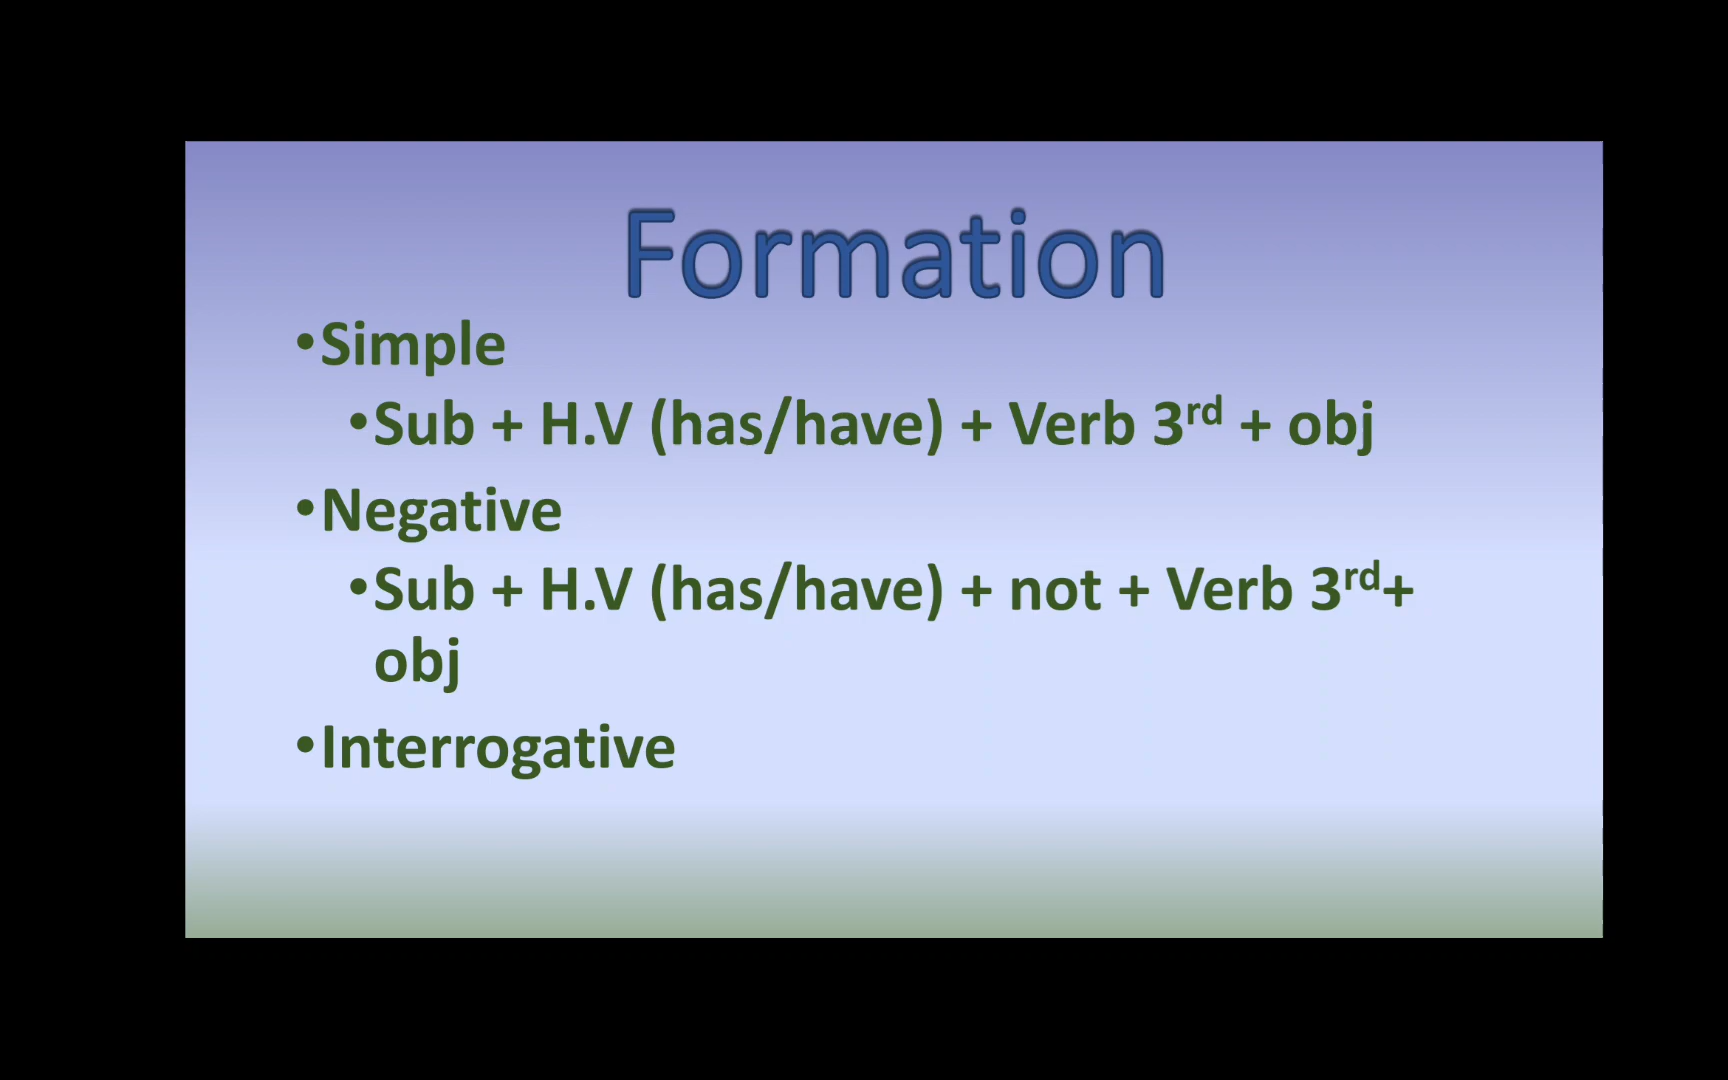 Formation
•Simple
•Sub + H.V (has/have) + Verb 3rd + obj
•Negative
•Sub + H.V (has/have) + not + Verb 3rd+
obj
•Interrogative